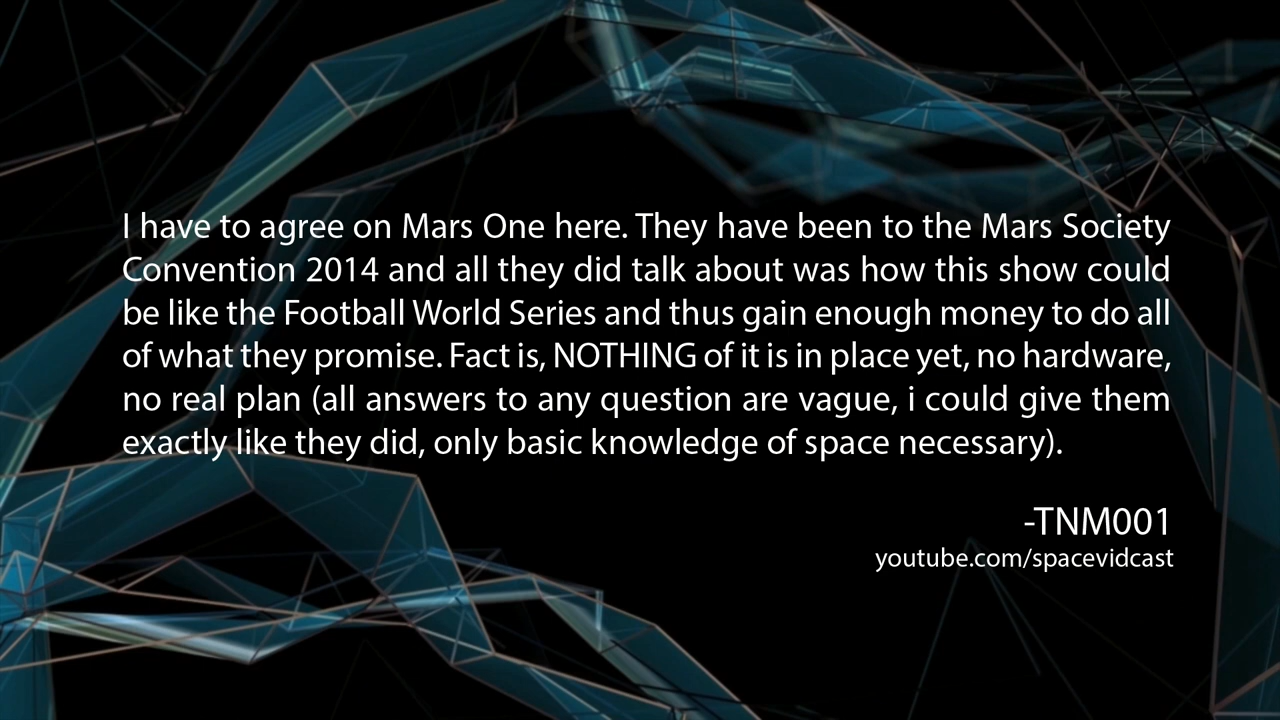 I have to agree on Mars One here. They have been to the Mars Society
Convention 2014 and all they did talk about was how this show could
be like the Football World Series and thus gain enough money to do all
of what they promise. Fact is, NOTHING of it is in place yet, no hardware,
no real plan (all answers to any question are vague, i could give them
exactly like they did, only basic knowledge of space necessary).
-TNM001
youtube.com/spacevidcast